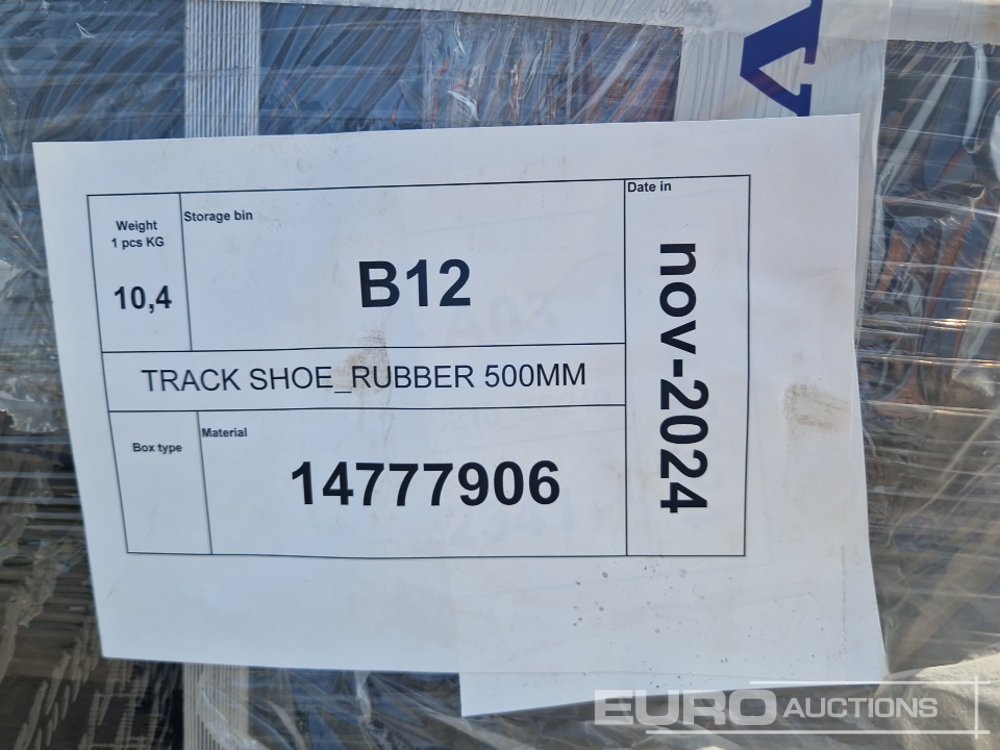 V
Weight
1 pcs KG
10,4
Storage bin
B12
Date in
nov-2024
TRACK SHOE_RUBBER 500MM
Box type
Material
14777906
EURO AUCTIONS